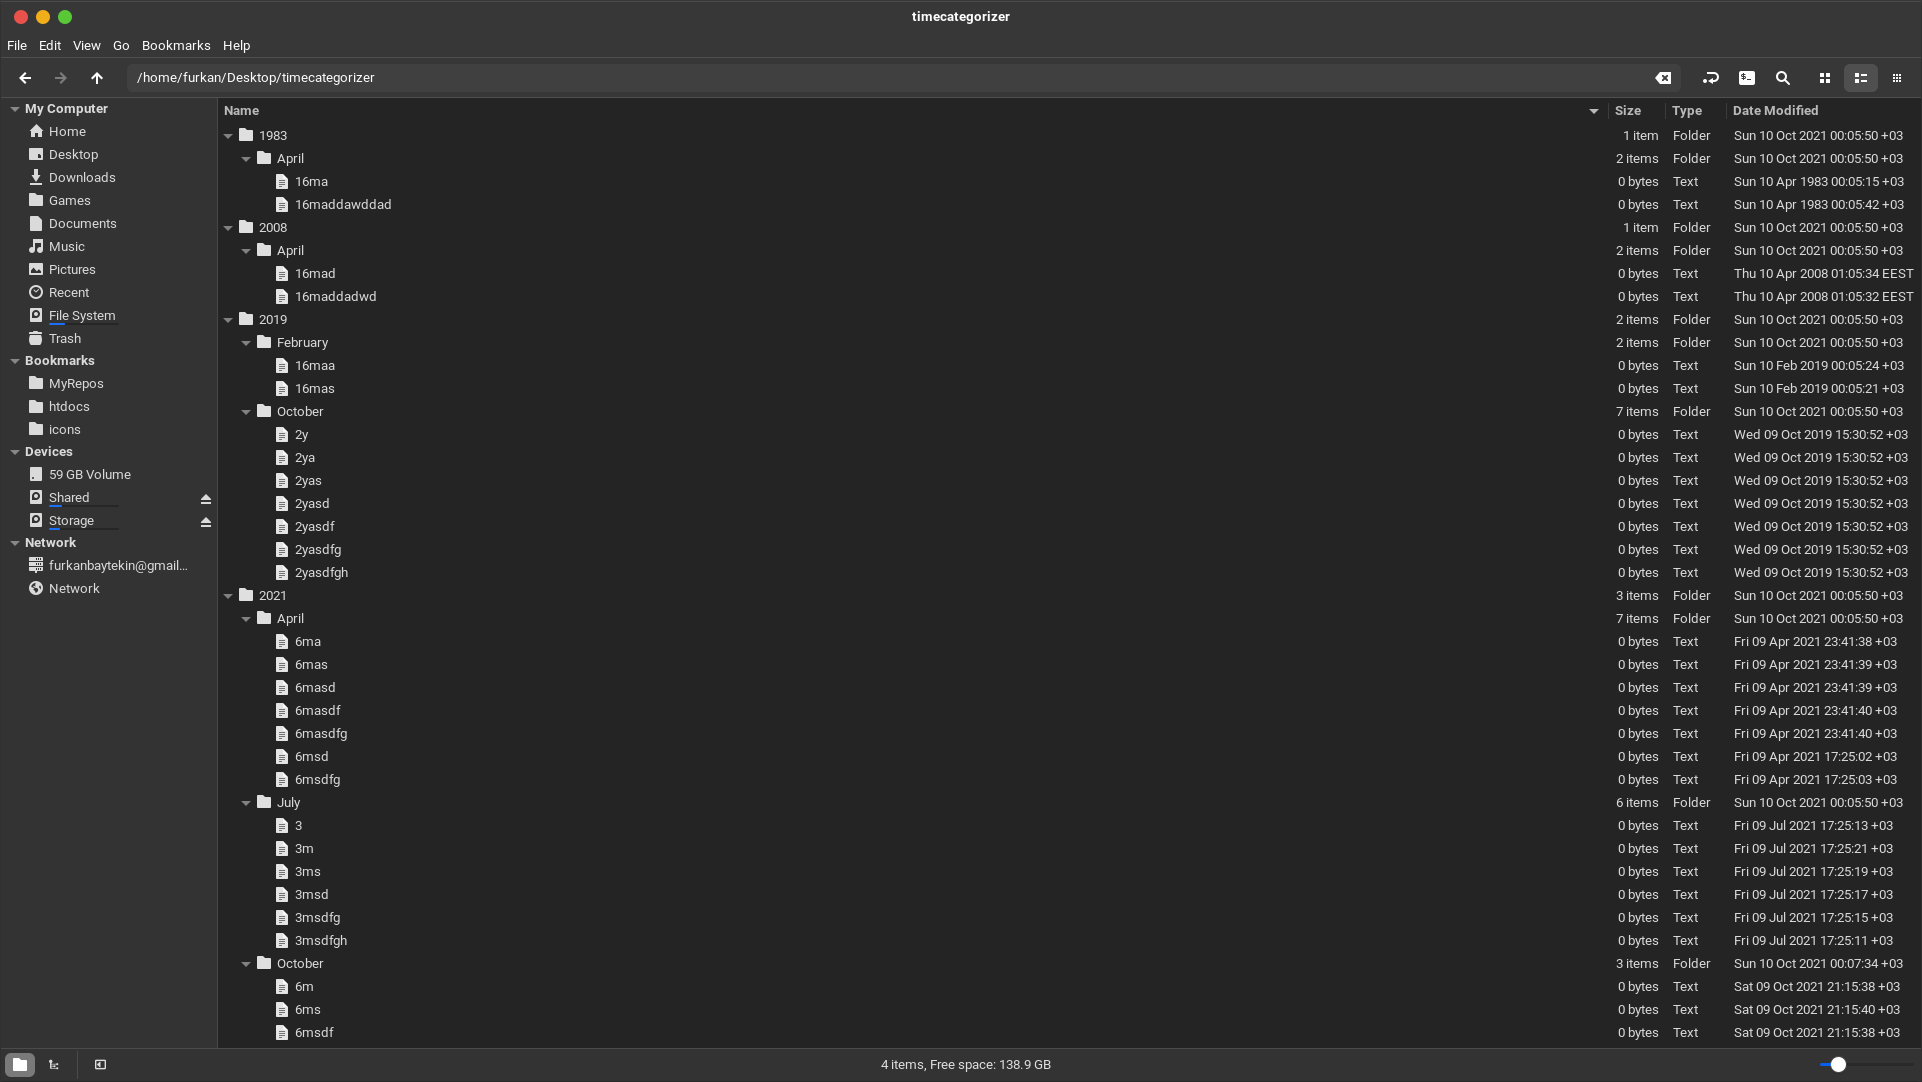 timecategorizer
File Edit View Go Bookmarks Help
/home/furkan/Desktop/timecategorizer
My Computer
Home
Desktop
Downloads
Games
Documents
Music
Pictures
Recent
File System
Trash
Bookmarks
MyRepos
htdocs
icons
Devices
59 GB Volume
Shared
Storage
Network
furkanbaytekin@gmail...
Network
Name Size Type Date Modified
1983 1 item Folder Sun 10 Oct 2021 00:05:50 +03
April 2 items Folder Sun 10 Oct 2021 00:05:50 +03
16ma 0 bytes Text Sun 10 Apr 1983 00:05:15 +03
16maddawddad 0 bytes Text Sun 10 Apr 1983 00:05:42 +03
2008 1 item Folder Sun 10 Oct 2021 00:05:50 +03
April 2 items Folder Sun 10 Oct 2021 00:05:50 +03
16mad 0 bytes Text Thu 10 Apr 2008 01:05:34 EEST
16maddadwd 0 bytes Text Thu 10 Apr 2008 01:05:32 EEST
2019 2 items Folder Sun 10 Oct 2021 00:05:50 +03
February 2 items Folder Sun 10 Oct 2021 00:05:50 +03
16maa 0 bytes Text Sun 10 Feb 2019 00:05:24 +03
16mas 0 bytes Text Sun 10 Feb 2019 00:05:21 +03
October 7 items Folder Sun 10 Oct 2021 00:05:50 +03
2y 0 bytes Text Wed 09 Oct 2019 15:30:52 +03
2ya 0 bytes Text Wed 09 Oct 2019 15:30:52 +03
2yas 0 bytes Text Wed 09 Oct 2019 15:30:52 +03
2yasd 0 bytes Text Wed 09 Oct 2019 15:30:52 +03
2yasdf 0 bytes Text Wed 09 Oct 2019 15:30:52 +03
2yasdfg 0 bytes Text Wed 09 Oct 2019 15:30:52 +03
2yasdfgh 0 bytes Text Wed 09 Oct 2019 15:30:52 +03
2021 3 items Folder Sun 10 Oct 2021 00:05:50 +03
April 7 items Folder Sun 10 Oct 2021 00:05:50 +03
6ma 0 bytes Text Fri 09 Apr 2021 23:41:38 +03
6mas 0 bytes Text Fri 09 Apr 2021 23:41:39 +03
6masd 0 bytes Text Fri 09 Apr 2021 23:41:39 +03
6masdf 0 bytes Text Fri 09 Apr 2021 23:41:40 +03
6masdfg 0 bytes Text Fri 09 Apr 2021 23:41:40 +03
6msd 0 bytes Text Fri 09 Apr 2021 17:25:02 +03
6msdfg 0 bytes Text Fri 09 Apr 2021 17:25:03 +03
July 6 items Folder Sun 10 Oct 2021 00:05:50 +03
3 0 bytes Text Fri 09 Jul 2021 17:25:13 +03
3m 0 bytes Text Fri 09 Jul 2021 17:25:21 +03
3ms 0 bytes Text Fri 09 Jul 2021 17:25:19 +03
3msd 0 bytes Text Fri 09 Jul 2021 17:25:17 +03
3msdfg 0 bytes Text Fri 09 Jul 2021 17:25:15 +03
3msdfgh 0 bytes Text Fri 09 Jul 2021 17:25:11 +03
October 3 items Folder Sun 10 Oct 2021 00:07:34 +03
6m 0 bytes Text Sat 09 Oct 2021 21:15:38 +03
6ms 0 bytes Text Sat 09 Oct 2021 21:15:40 +03
6msdf 0 bytes Text Sat 09 Oct 2021 21:15:38 +03
4 items, Free space: 138.9 GB